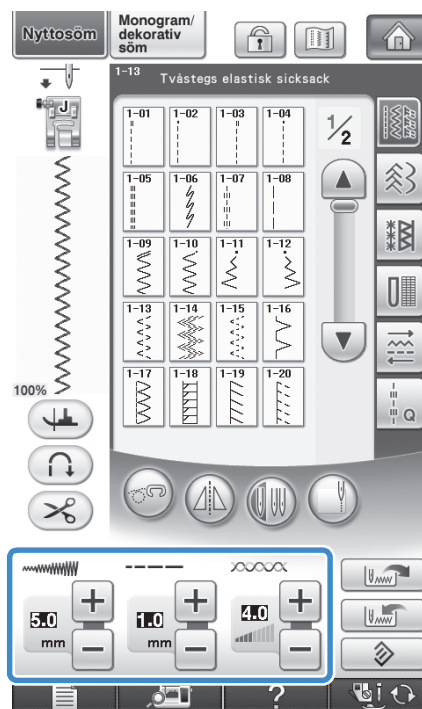 Nyttosöm
Monogram/
dekorativ
söm
1-13
Tvåstegs elastisk sicksack
J
1-01 1-02 1-03 1-04
1/2
1-05 1-06 1-07 1-08
1-09 1-10 1-11 1-12
1-13 1-14 1-15 1-16
1-17 1-18 1-19 1-20
Q
100%
5.0
mm
+
−
1.0
mm
+
−
4.0
+
−
?